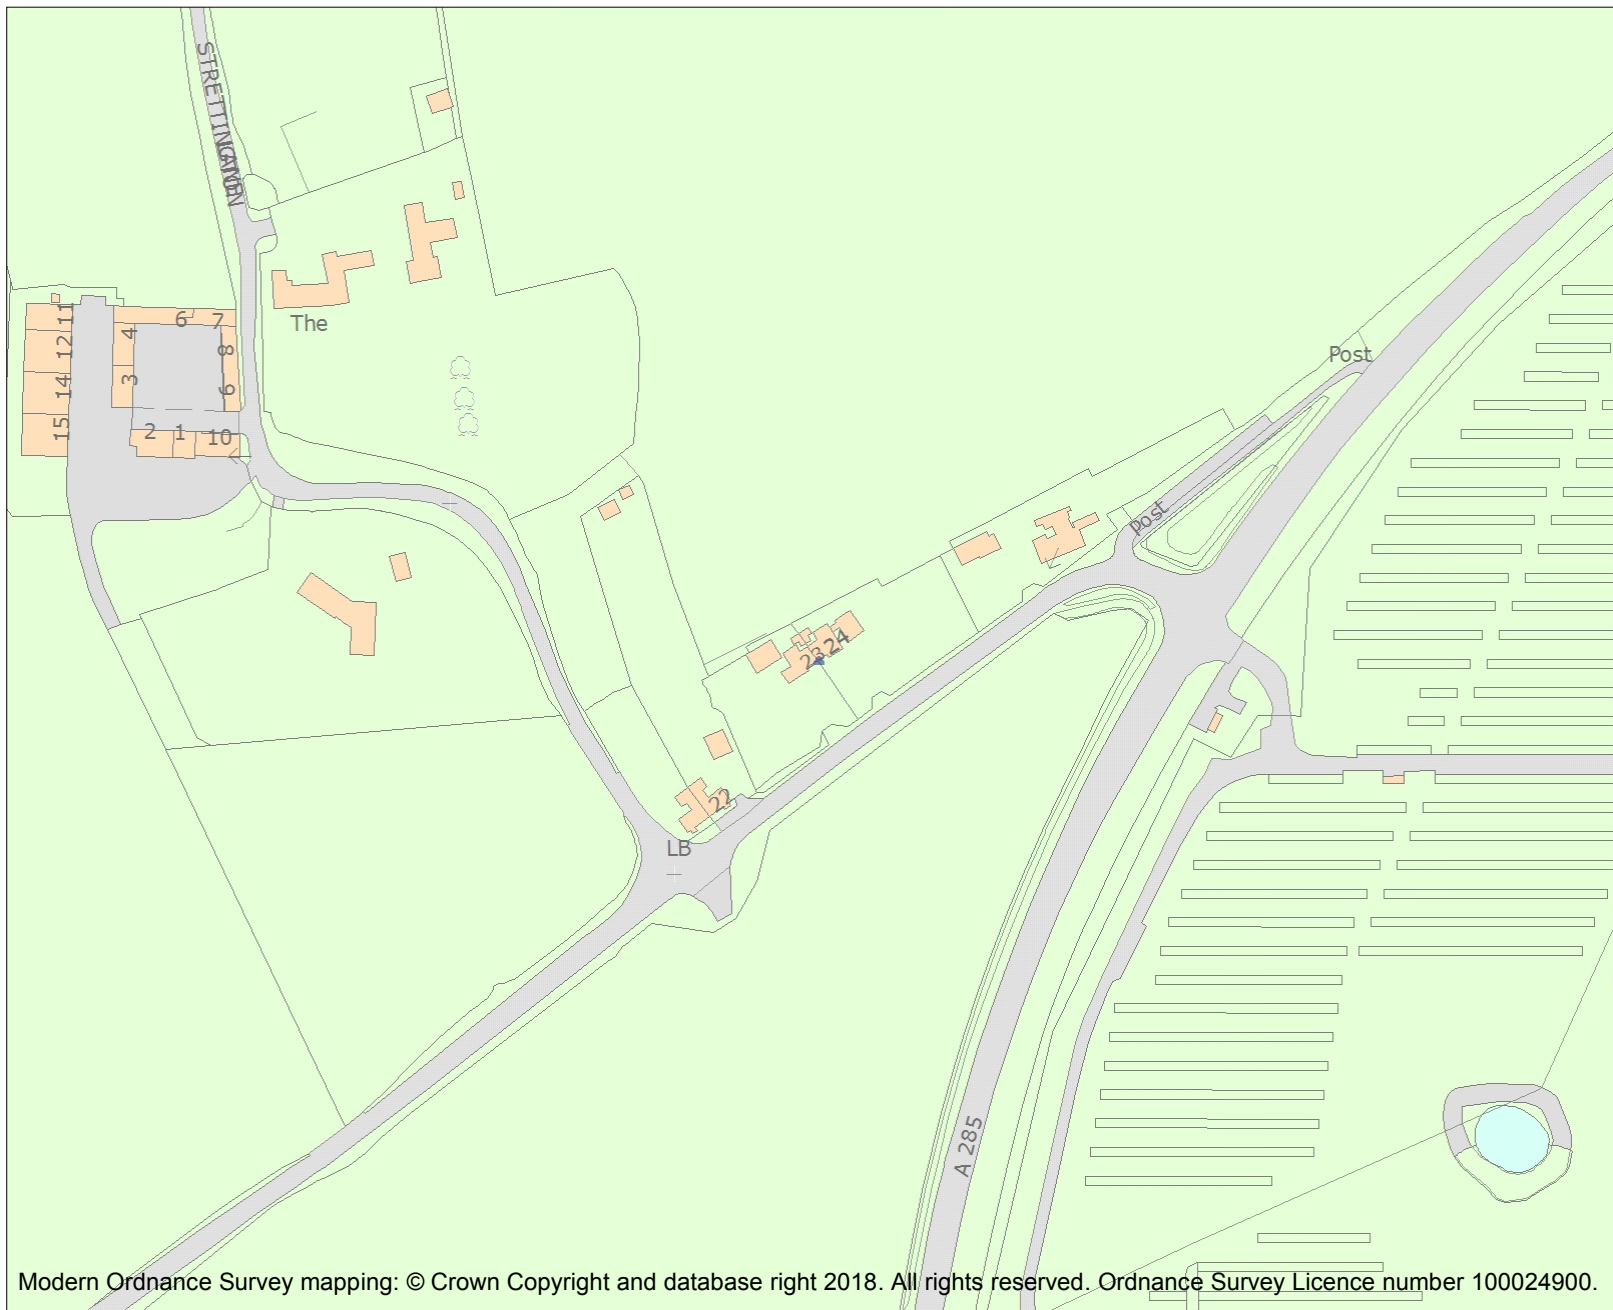 STRETTINGTON
LANE
The
11
12
14
15
4
3
6
7
8
9
2
1
10
Post
Post
23
24
22
LB
A 285
Modern Ordnance Survey mapping: © Crown Copyright and database right 2018. All rights reserved. Ordnance Survey Licence number 100024900.